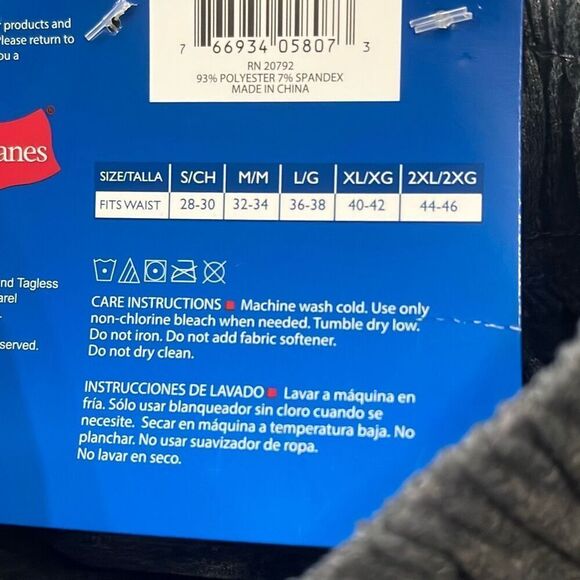 products and
Please return to
7 66934 05807 3
RN 20792
93% POLYESTER 7% SPANDEX
MADE IN CHINA
anes
SIZE/TALLA S/CH M/M L/G XL/XG 2XL/2XG
FITS WAIST 28-30 32-34 36-38 40-42 44-46
nd Tagless
CARE INSTRUCTIONS ■ Machine wash cold. Use only
non-chlorine bleach when needed. Tumble dry low.
Do not iron. Do not add fabric softener.
Do not dry clean.
served.
INSTRUCCIONES DE LAVADO ■ Lavar a máquina en
fría. Sólo usar blanqueador sin cloro cuando se
necesite. Secar en máquina a temperatura baja. No
planchar. No usar suavizador de ropa.
No lavar en seco.